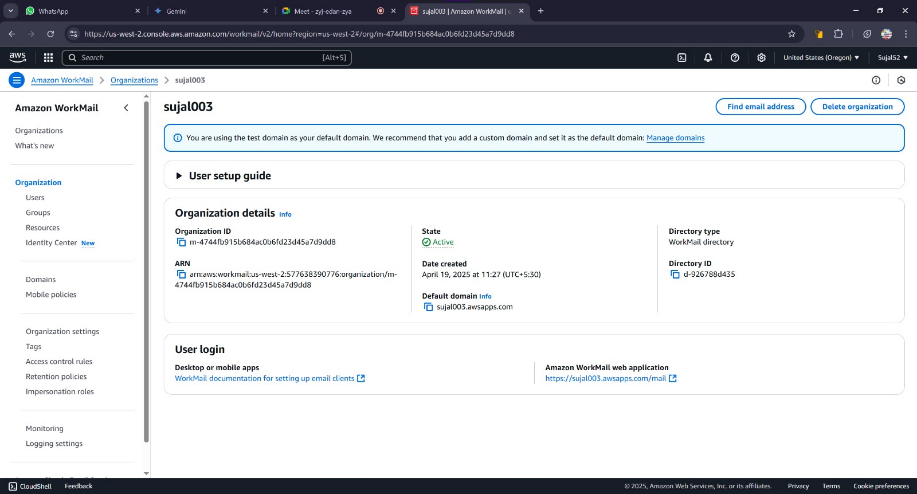 WhatsApp
Gemini
Meet - zyj-edan-zya
sujal003 | Amazon WorkMail | u
https://us-west-2.console.aws.amazon.com/workmail/v2/home?region=us-west-2#/org/m-4744fb915b684ac0b6fd23d45a7d9dd8
aws
Search
[Alt+S]
United States (Oregon)
Sujal52
Amazon WorkMail
Organizations
sujal003
Amazon WorkMail
Organizations
What's new
Organization
Users
Groups
Resources
Identity Center New
Domains
Mobile policies
Organization settings
Tags
Access control rules
Retention policies
Impersonation roles
Monitoring
Logging settings
sujal003
Find email address
Delete organization
You are using the test domain as your default domain. We recommend that you add a custom domain and set it as the default domain: Manage domains
User setup guide
Organization details Info
Organization ID
m-4744fb915b684ac0b6fd23d45a7d9dd8
ARN
arn:aws:workmail:us-west-2:577638390776:organization/m-
4744fb915b684ac0b6fd23d45a7d9dd8
State
Active
Date created
April 19, 2025 at 11:27 (UTC+5:30)
Default domain Info
sujal003.awsapps.com
Directory type
WorkMail directory
Directory ID
d-926788d435
User login
Desktop or mobile apps
WorkMail documentation for setting up email clients
Amazon WorkMail web application
https://sujal003.awsapps.com/mail
CloudShell
Feedback
© 2025, Amazon Web Services, Inc. or its affiliates.
Privacy
Terms
Cookie preferences